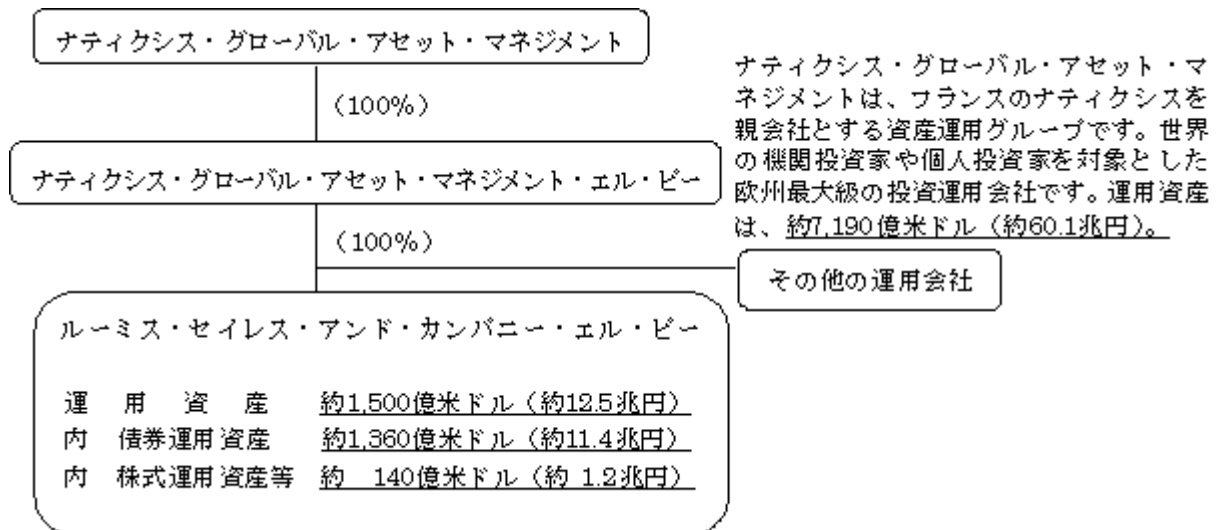 ナティクシス・グローバル・アセット・マネジメント
(100%)
ナティクシス・グローバル・アセット・マネジメント・エル・ピー
(100%)
ナティクシス・グローバル・アセット・マ
ネジメントは、フランスのナティクシスを
親会社とする資産運用グループです。世界
の機関投資家や個人投資家を対象とした
欧州最大級の投資運用会社です。運用資産
は、約7,190億米ドル（約60.1兆円）。
その他の運用会社
ルーミス・セイレス・アンド・カンパニー・エル・ピー
運用資産 約1,500億米ドル（約12.5兆円）
内 債券運用資産 約1,360億米ドル（約11.4兆円）
内 株式運用資産等 約 140億米ドル（約 1.2兆円）